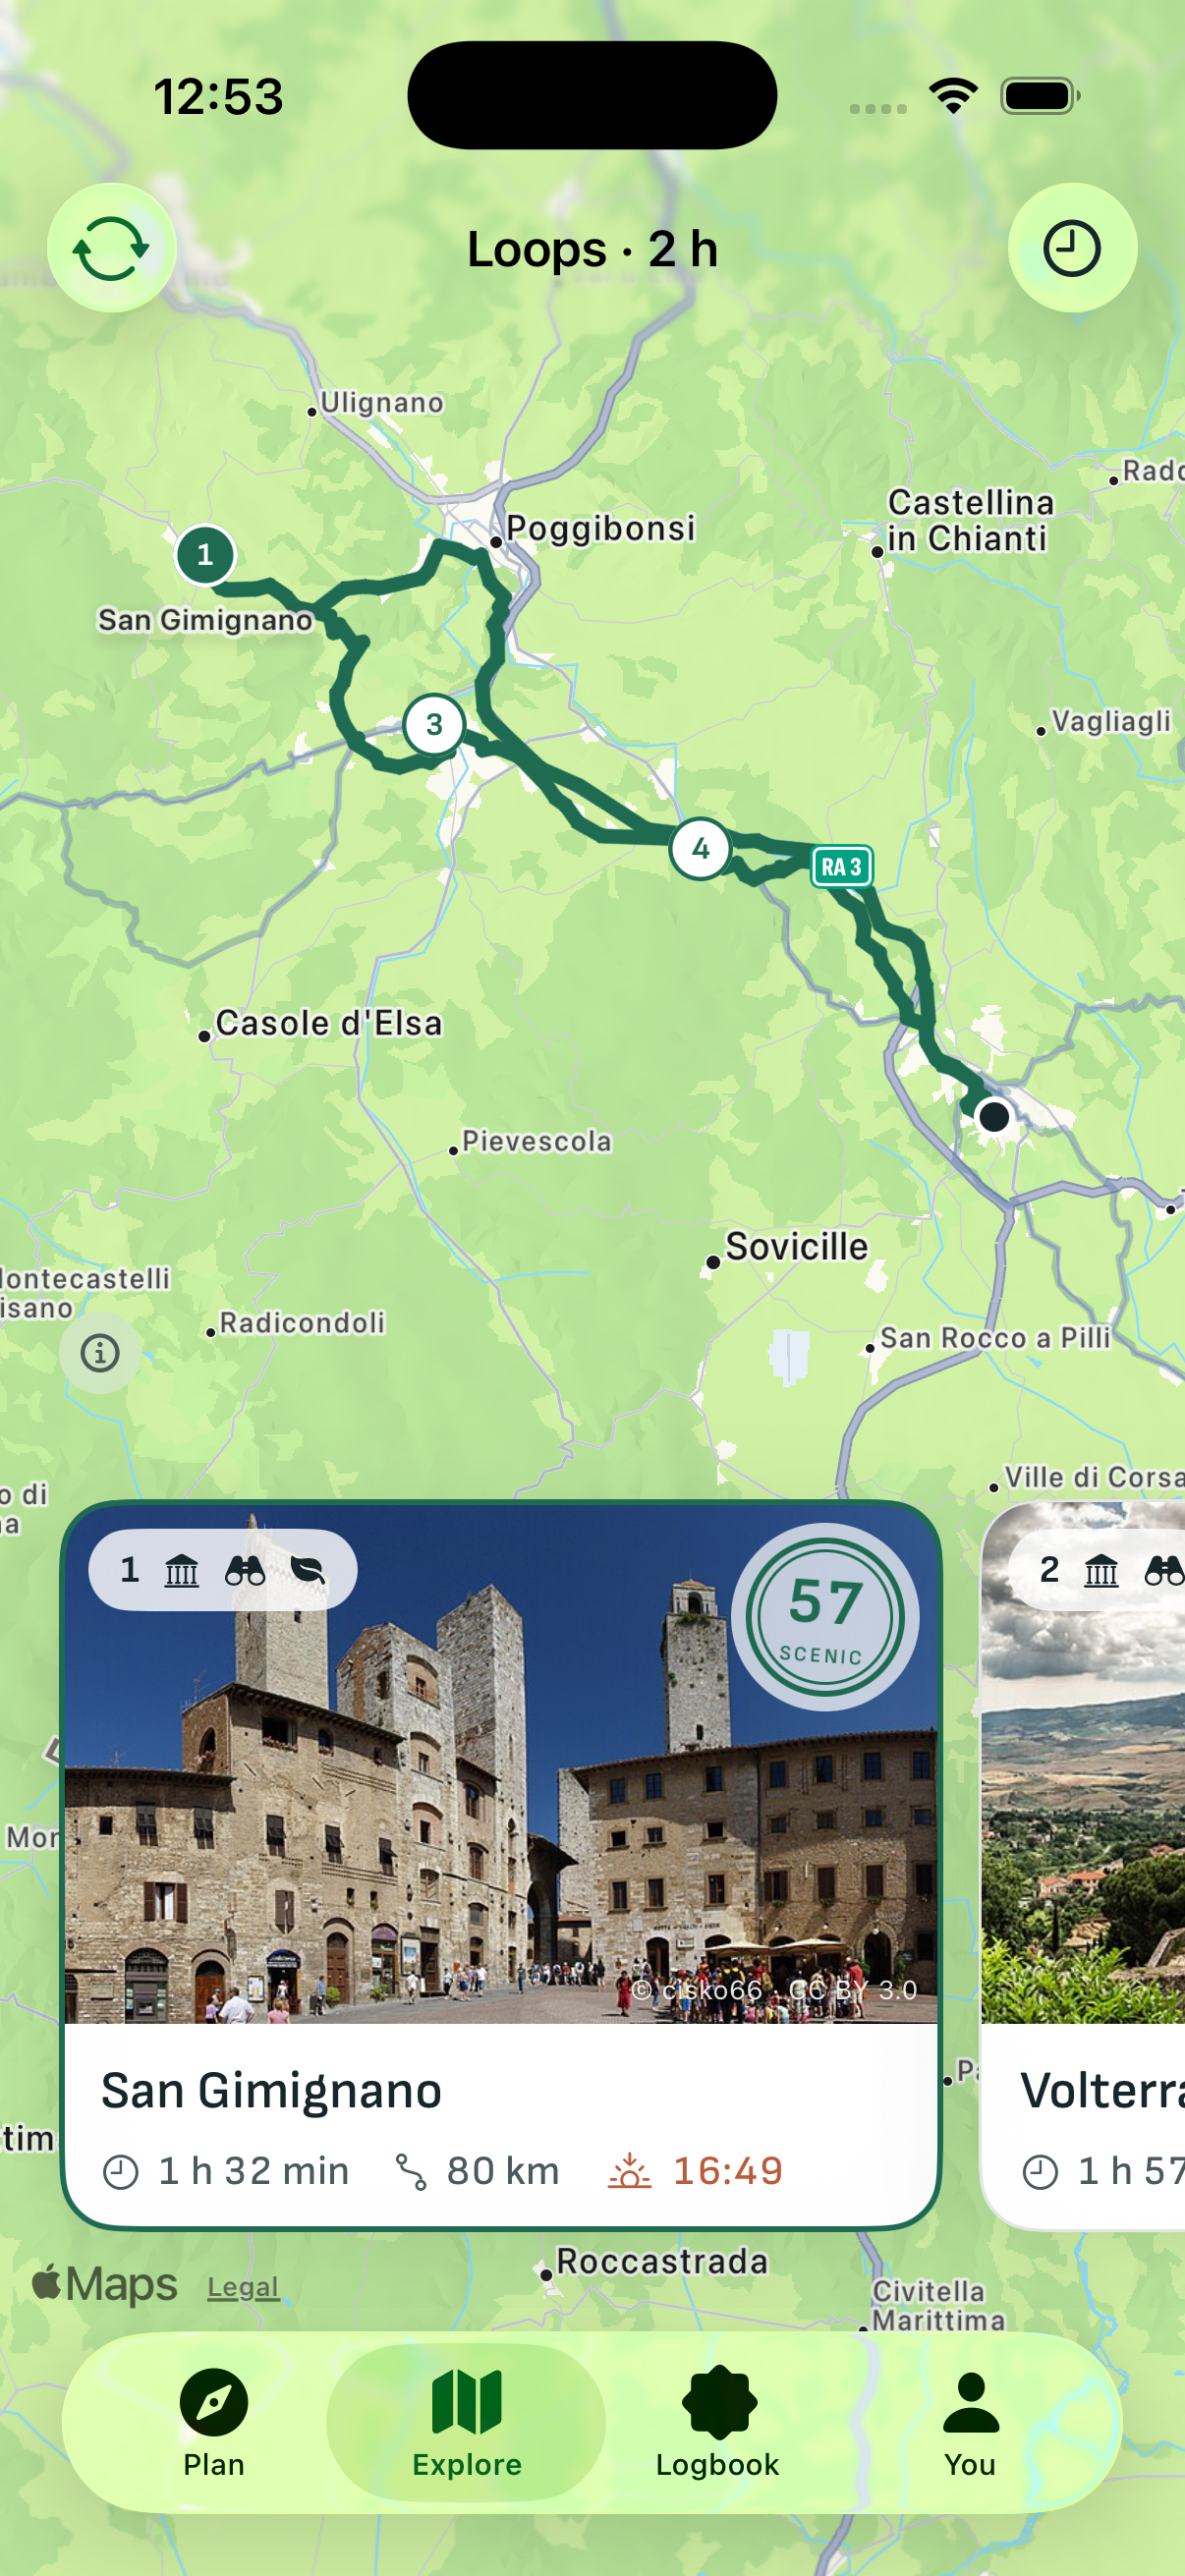 12:53
Loops · 2 h
Ulignano
Poggibonsi
Castellina
in Chianti
1
San Gimignano
3
Vagliagli
4
RA 3
Casole d'Elsa
Pievescola
Sovicille
Radicondoli
San Rocco a Pilli
Ville di Corsa
o di
1
57
SCENIC
2
© cisko66 · CC BY 3.0
San Gimignano
Volterra
1 h 32 min
80 km
16:49
1 h 57
Maps
Legal
Roccastrada
Civitella
Marittima
Plan
Explore
Logbook
You